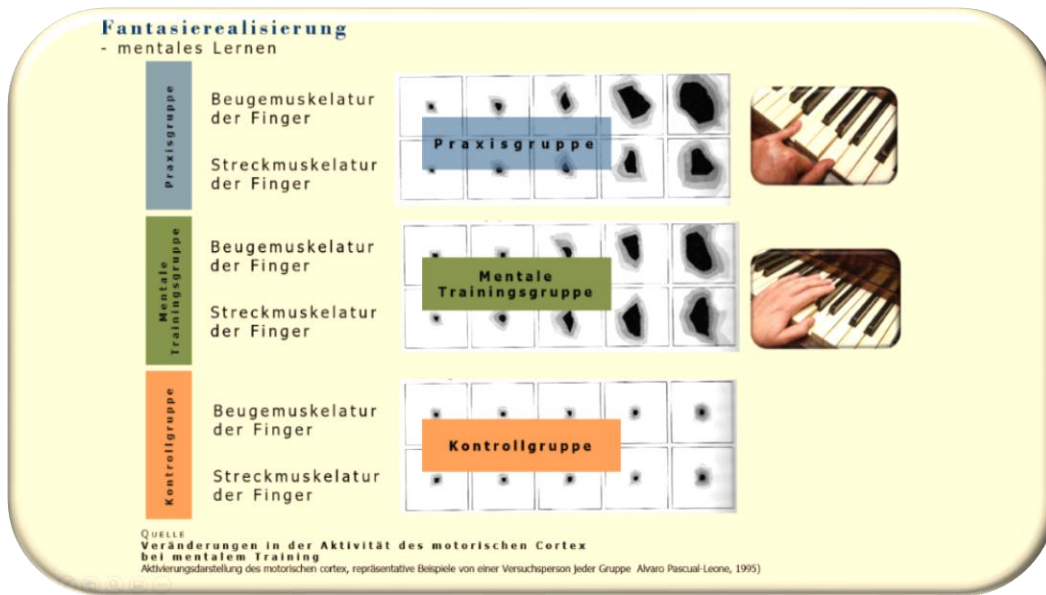 Fantasierealisierung
- mentales Lernen
Praxisgruppe
Beugemuskelatur
der Finger
Streckmuskelatur
der Finger
Praxisgruppe
Mentale
Trainingsgruppe
Beugemuskelatur
der Finger
Streckmuskelatur
der Finger
Mentale
Trainingsgruppe
Kontrollgruppe
Beugemuskelatur
der Finger
Streckmuskelatur
der Finger
Kontrollgruppe
QUELLE
Veränderungen in der Aktivität des motorischen Cortex
bei mentalem Training
Aktivierungsdarstellung des motorischen cortex, repräsentative Beispiele von einer Versuchsperson jeder Gruppe Alvaro Pascual-Leone, 1995)